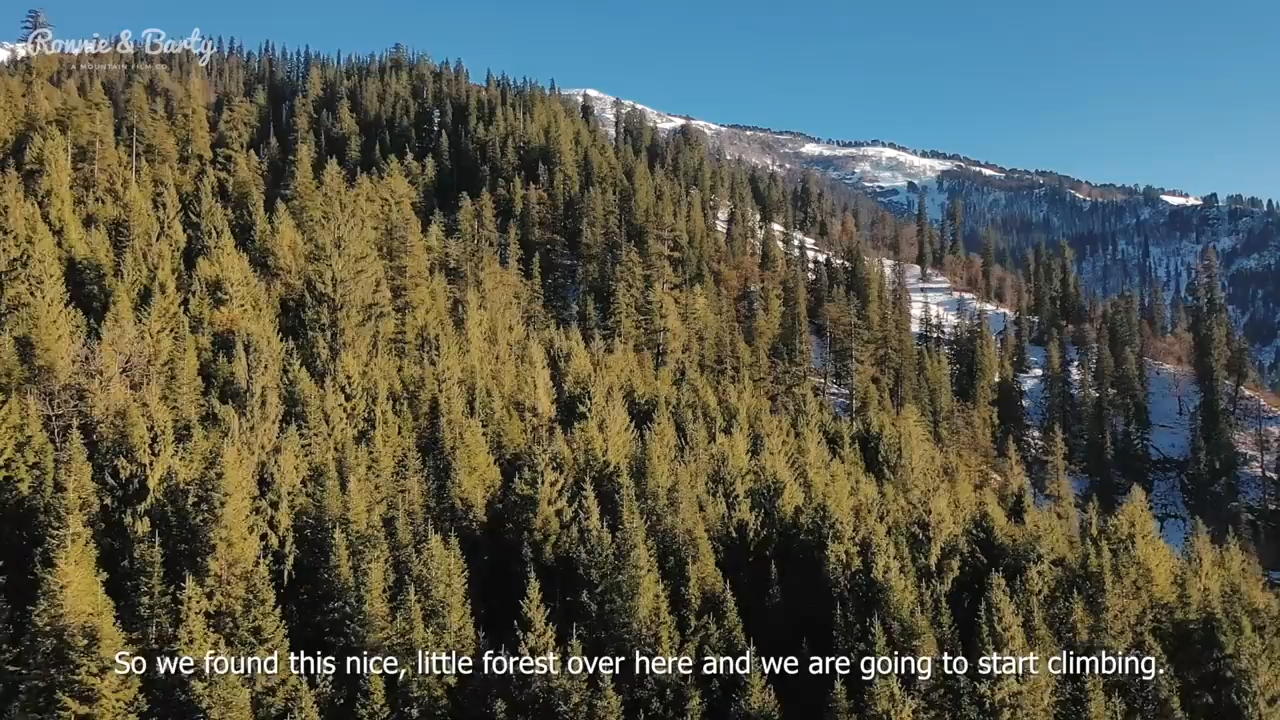 Ronnie & Barty
A MOUNTAIN FILM CO.
So we found this nice, little forest over here and we are going to start climbing.